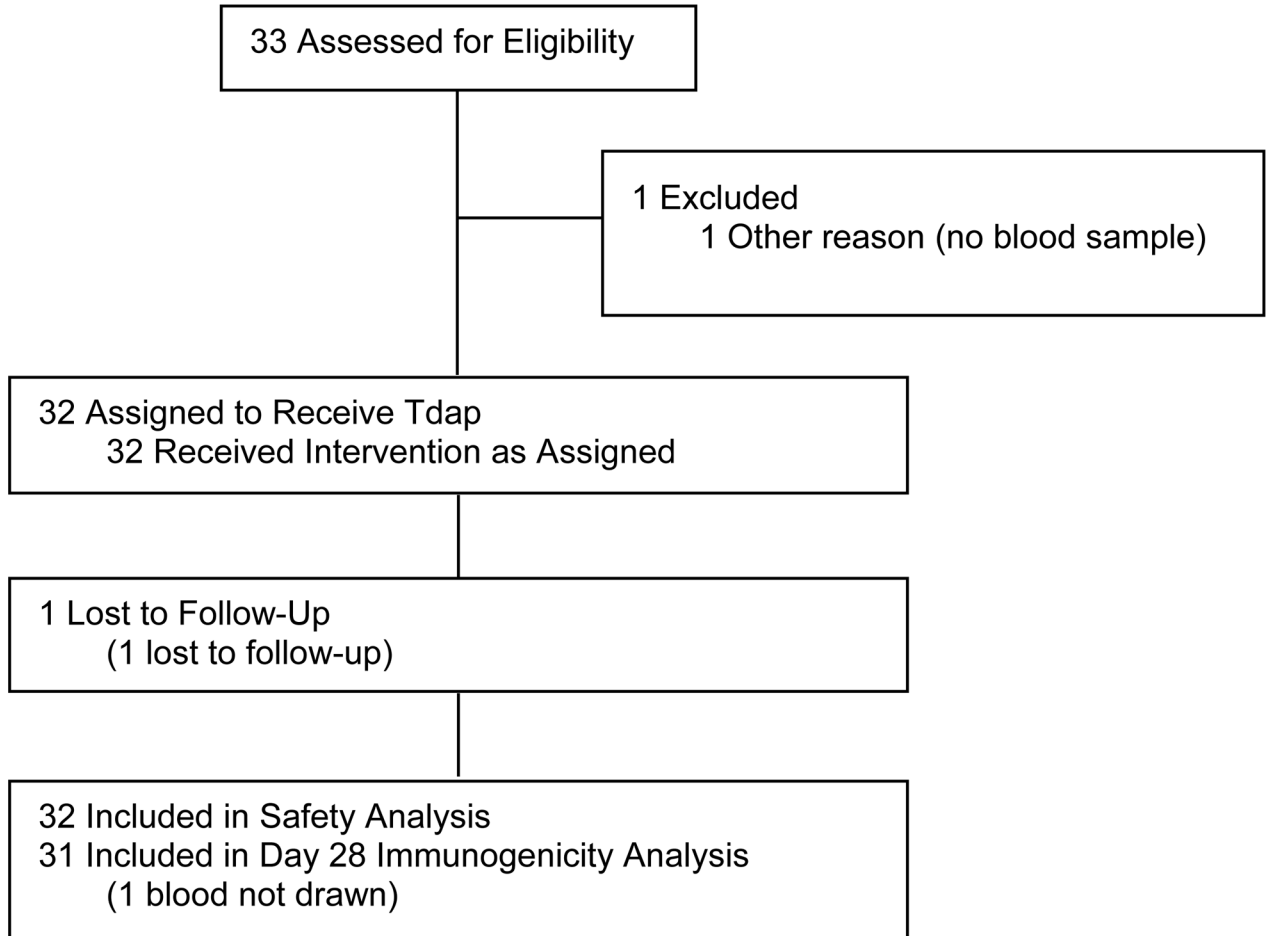 33 Assessed for Eligibility
1 Excluded
1 Other reason (no blood sample)
32 Assigned to Receive Tdap
32 Received Intervention as Assigned
1 Lost to Follow-Up
(1 lost to follow-up)
32 Included in Safety Analysis
31 Included in Day 28 Immunogenicity Analysis
(1 blood not drawn)